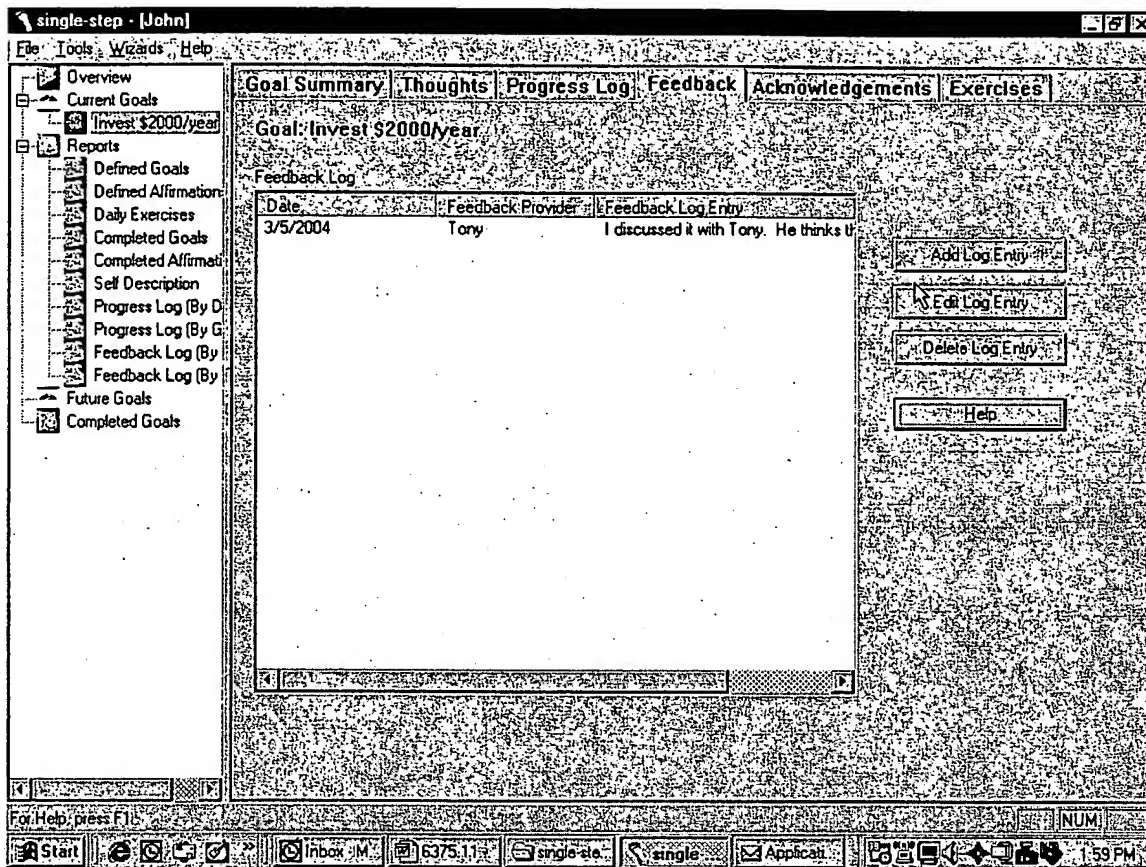 single-step - [John]
File Tools Wizards Help
Overview
Current Goals
Invest $2000/year
Reports
Defined Goals
Defined Affirmation
Daily Exercises
Completed Goals
Completed Affirmati
Self Description
Progress Log (By D
Progress Log (By G
Feedback Log (By
Feedback Log (By
Future Goals
Completed Goals
Goal Summary Thoughts Progress Log Feedback Acknowledgements Exercises
Goal: Invest $2000/year
Feedback Log
Date Feedback Provider Feedback Log Entry
3/5/2004 Tony I discussed it with Tony. He thinks th
Add Log Entry
Edit Log Entry
Delete Log Entry
Help
For Help, press F1
NUM
Start Inbox - M 6375.11 single-ste single Applicati 1:59 PM